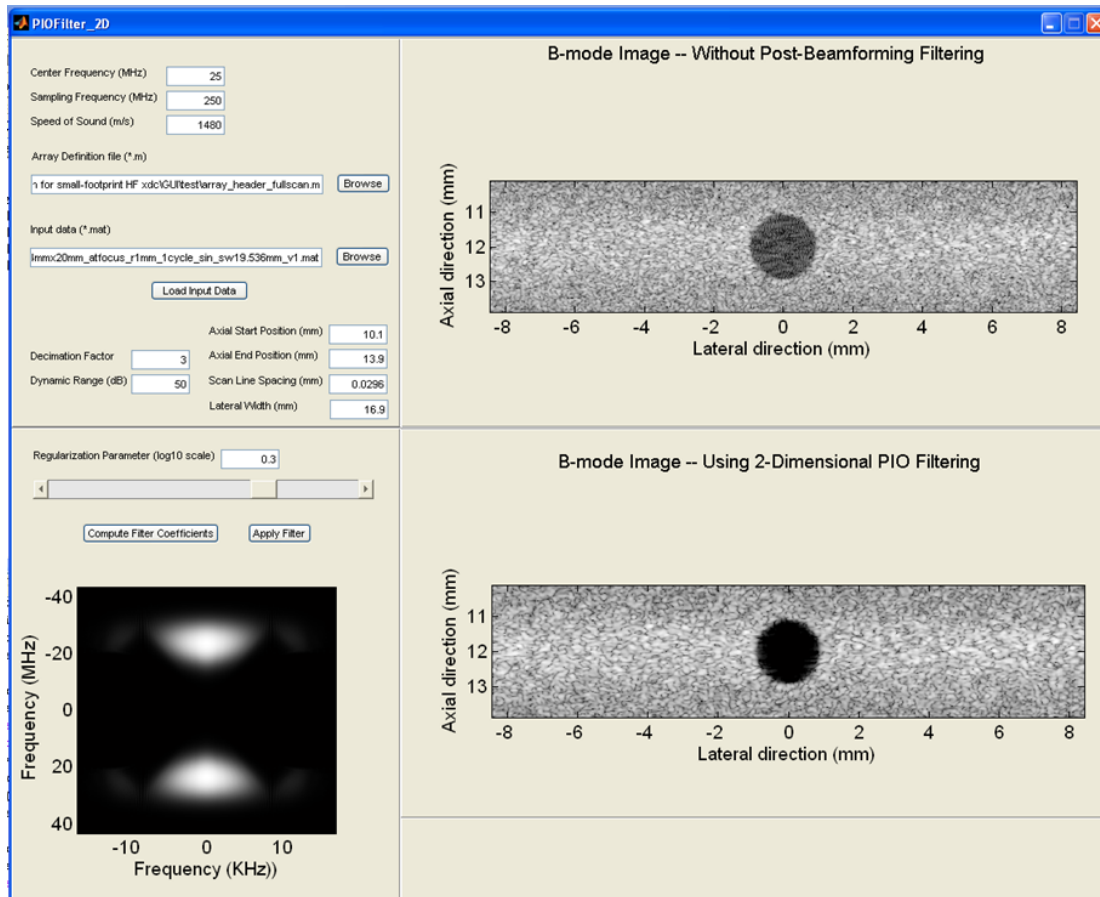 PIOFilter_2D
Center Frequency (MHz) 25
Sampling Frequency (MHz) 250
Speed of Sound (m/s) 1480
Array Definition file (*.m)
n for small-footprint HF xdc\GUI\test\array_header_fullscan.m Browse
Input data (*.mat)
lmmx20mm_atfocus_r1mm_1cycle_sin_sw19.536mm_v1.mat Browse
Load Input Data
Axial Start Position (mm) 10.1
Decimation Factor 3 Axial End Position (mm) 13.9
Dynamic Range (dB) 50 Scan Line Spacing (mm) 0.0296
Lateral Width (mm) 16.9
B-mode Image -- Without Post-Beamforming Filtering
Axial direction (mm)
11
12
13
-8 -6 -4 -2 0 2 4 6 8
Lateral direction (mm)
Regularization Parameter (log10 scale) 0.3
Compute Filter Coefficients Apply Filter
Frequency (MHz)
-40
-20
0
20
40
-10 0 10
Frequency (KHz))
B-mode Image -- Using 2-Dimensional PIO Filtering
Axial direction (mm)
11
12
13
-8 -6 -4 -2 0 2 4 6 8
Lateral direction (mm)